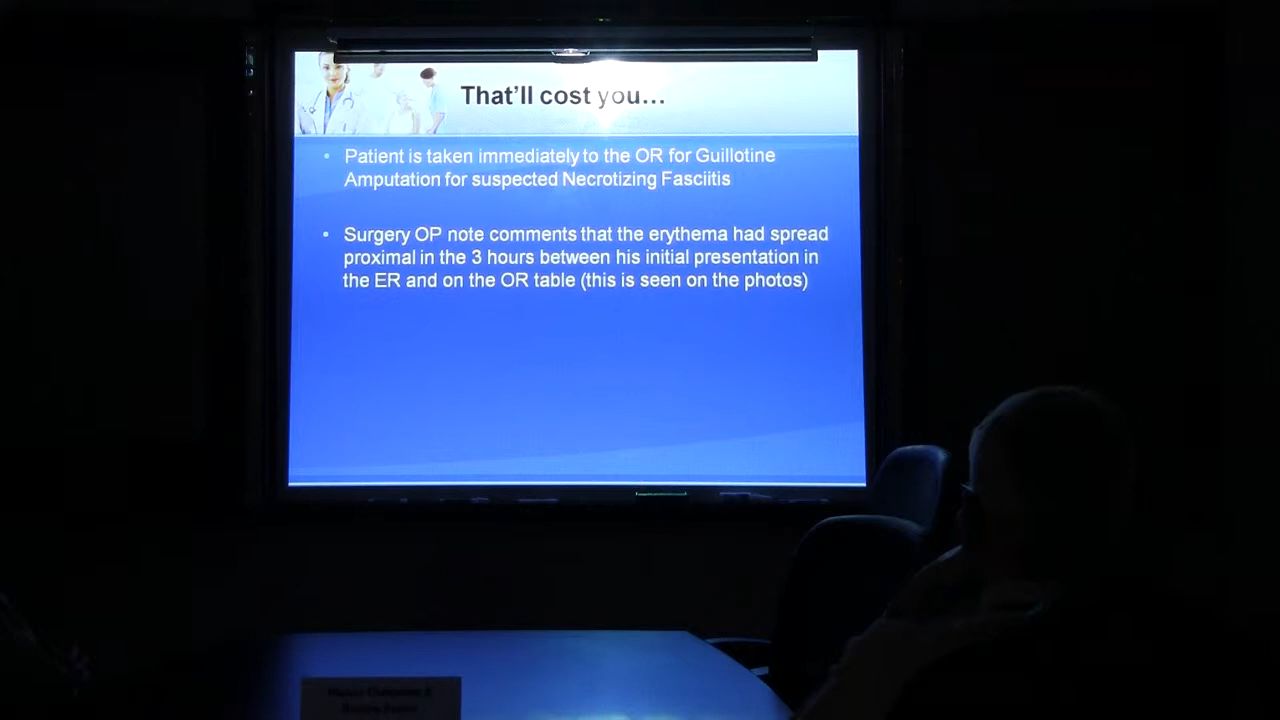 That'll cost you...
• Patient is taken immediately to the OR for Guillotine
Amputation for suspected Necrotizing Fasciitis
• Surgery OP note comments that the erythema had spread
proximal in the 3 hours between his initial presentation in
the ER and on the OR table (this is seen on the photos)